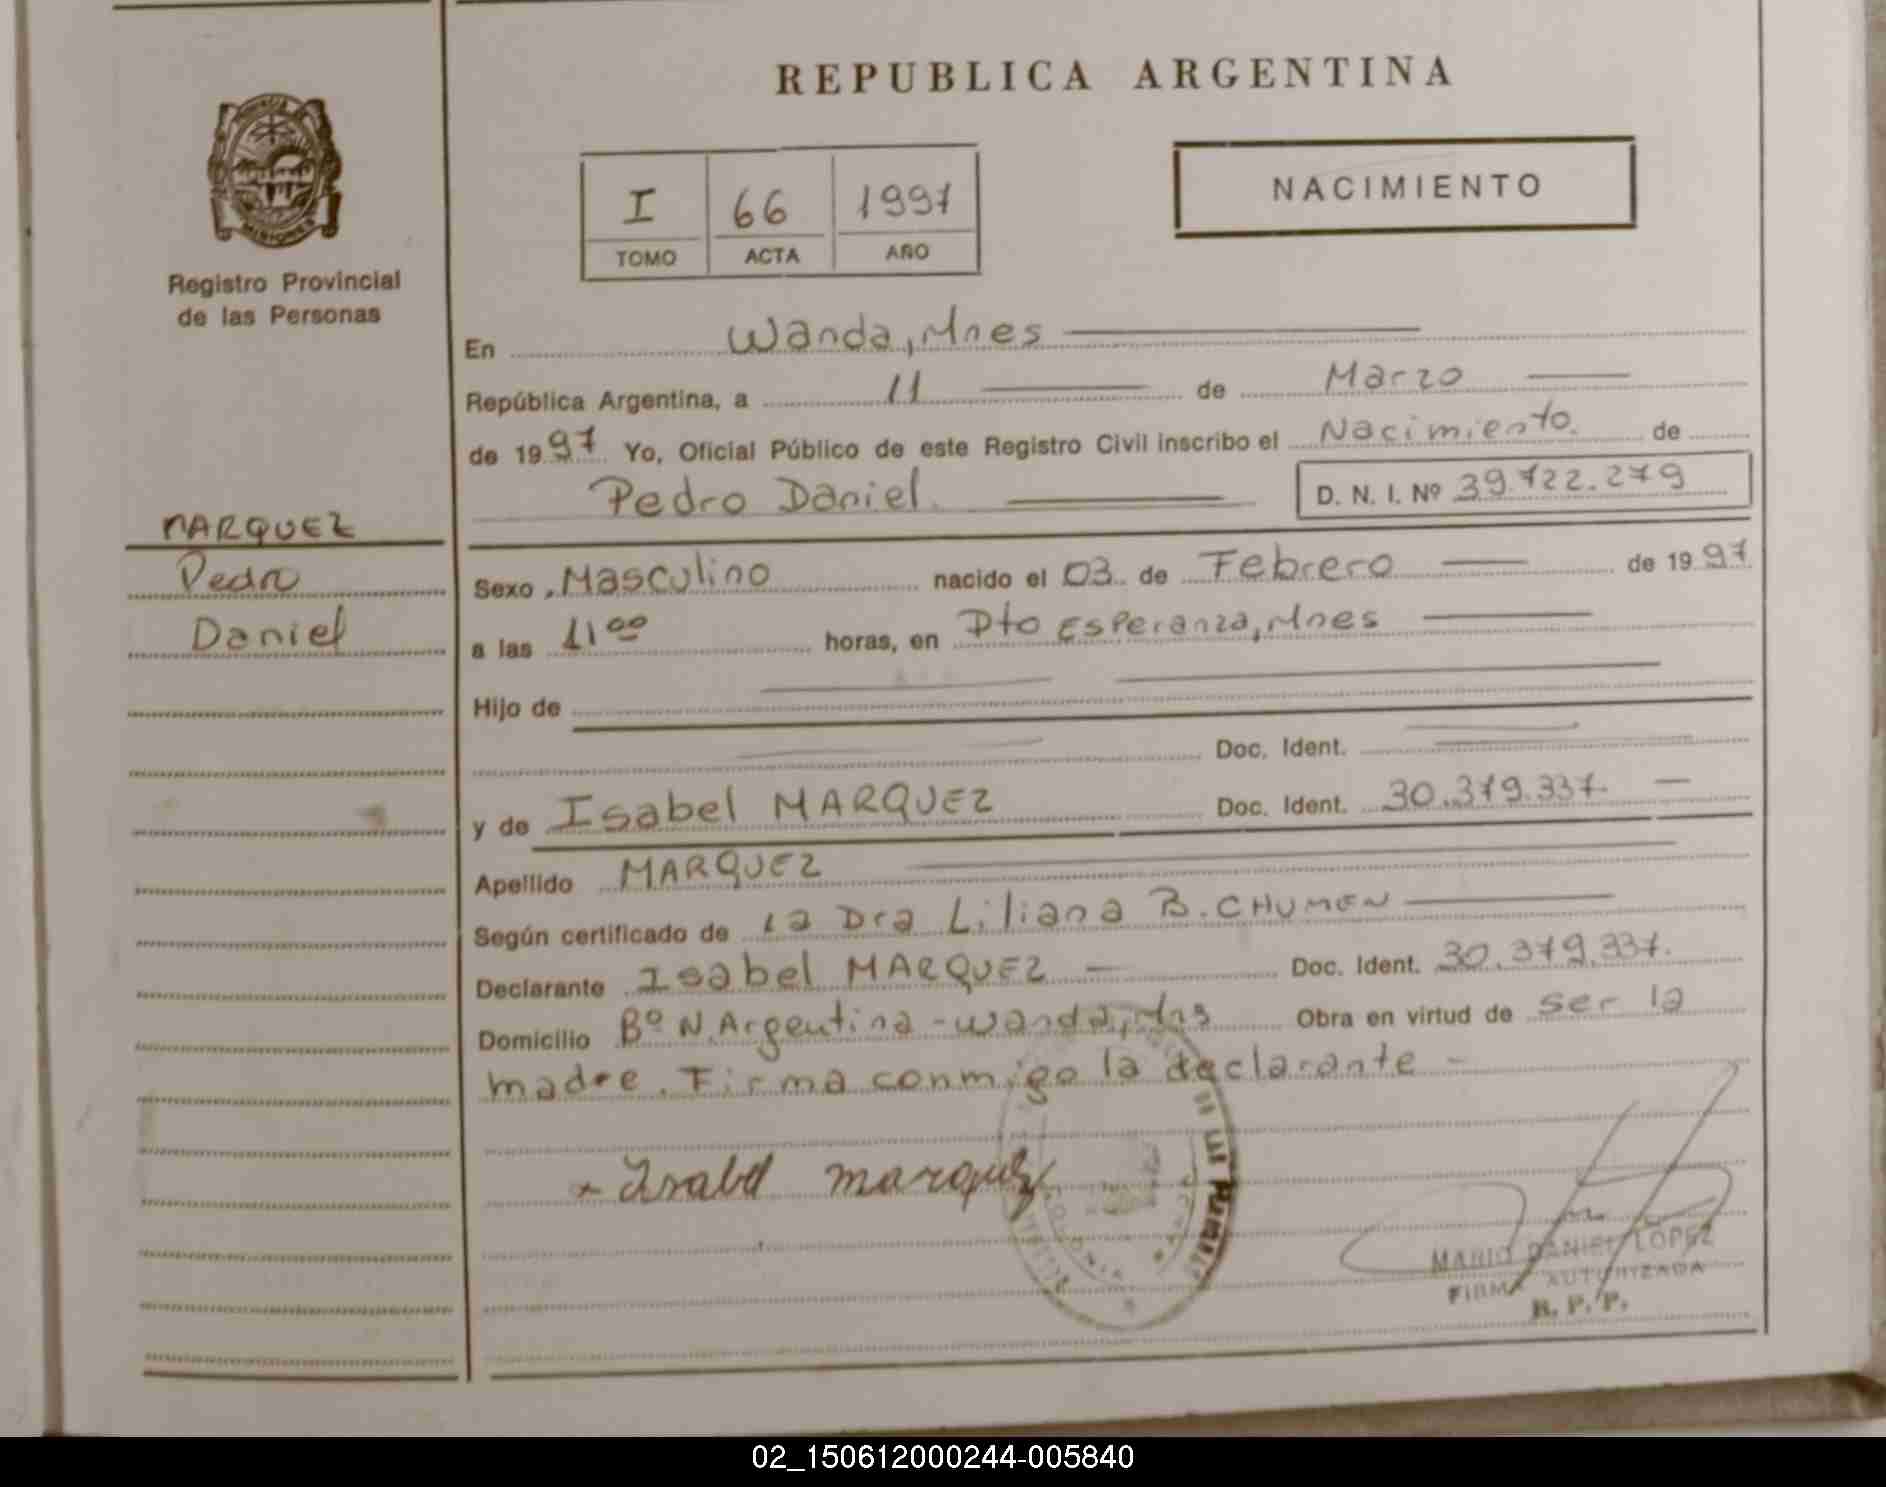 REPUBLICA ARGENTINA
PROVINCIA
MISIONES
Registro Provincial
de las Personas
I 66 1997
TOMO ACTA AÑO
NACIMIENTO
En Wanda, Mnes
República Argentina, a 11 de Marzo
de 1997 Yo, Oficial Público de este Registro Civil inscribo el Nacimiento de
Pedro Daniel D. N. I. Nº 39.722.279
MARQUEZ
Pedro
Daniel
Sexo Masculino nacido el 03 de Febrero de 1997
a las 11 00 horas, en Pto Esperanza, Mnes
Hijo de
Doc. Ident.
y de Isabel MARQUEZ Doc. Ident. 30.379.337.
Apellido MARQUEZ
Según certificado de la Dra Liliana B. CHUMEN
Declarante Isabel MARQUEZ Doc. Ident. 30.379.337.
Domicilio Bº N. Argentina - Wanda, Mns Obra en virtud de ser la
madre. Firma conmigo la declarante
Isabel marquez
MARIO DANIEL LOPEZ
FIRMA AUTORIZADA
R. P. P.
02_150612000244-005840